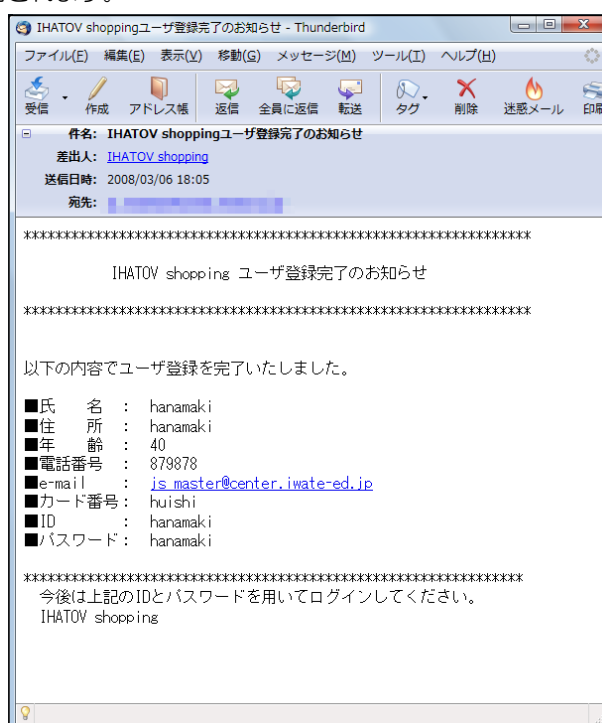 されます。
IHATOV shoppingユーザ登録完了のお知らせ - Thunderbird
ファイル(F) 編集(E) 表示(V) 移動(G) メッセージ(M) ツール(T) ヘルプ(H)
受信 作成 アドレス帳 返信 全員に返信 転送 タグ 削除 迷惑メール 印刷
件名: IHATOV shoppingユーザ登録完了のお知らせ
差出人: IHATOV shopping
送信日時: 2008/03/06 18:05
宛先:
****************************************************************
IHATOV shopping ユーザ登録完了のお知らせ
****************************************************************
以下の内容でユーザ登録を完了いたしました。
■氏　名 : hanamaki
■住　所 : hanamaki
■年　齢 : 40
■電話番号 : 879878
■e-mail : js_master@center.iwate-ed.jp
■カード番号 : huishi
■ID : hanamaki
■パスワード : hanamaki
***************************************************************
今後は上記のIDとパスワードを用いてログインしてください。
IHATOV shopping